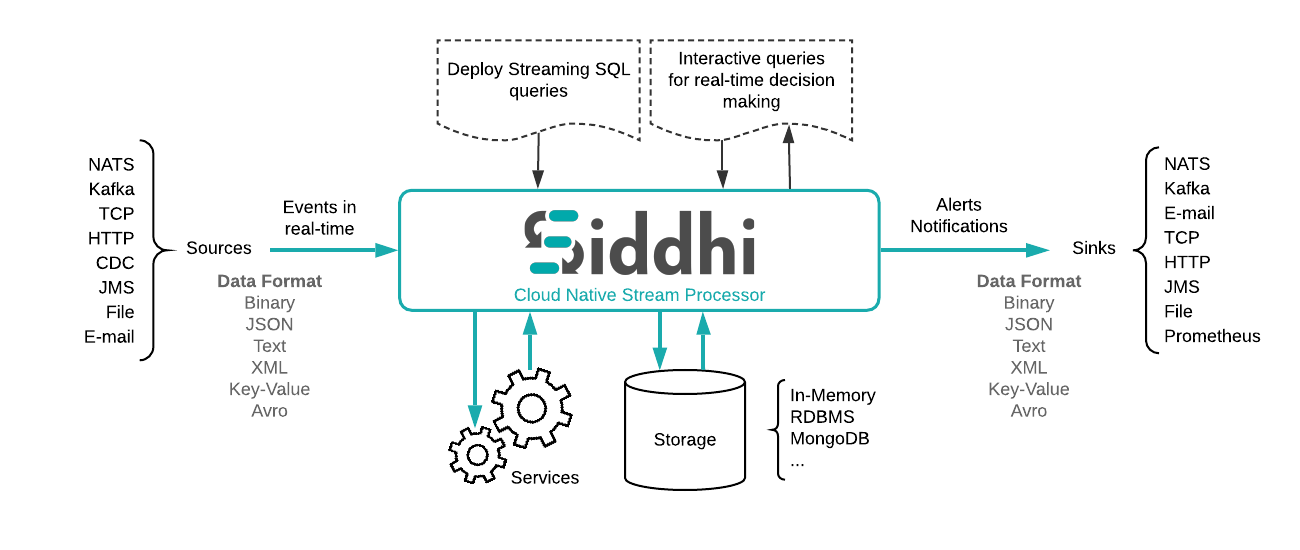 Deploy Streaming SQL
queries
Interactive queries
for real-time decision
making
NATS
Kafka
TCP
HTTP
CDC
JMS
File
E-mail
Sources
Events in
real-time
Data Format
Binary
JSON
Text
XML
Key-Value
Avro
Siddhi
Cloud Native Stream Processor
Services
Storage
In-Memory
RDBMS
MongoDB
...
Alerts
Notifications
Sinks
Data Format
Binary
JSON
Text
XML
Key-Value
Avro
NATS
Kafka
E-mail
TCP
HTTP
JMS
File
Prometheus